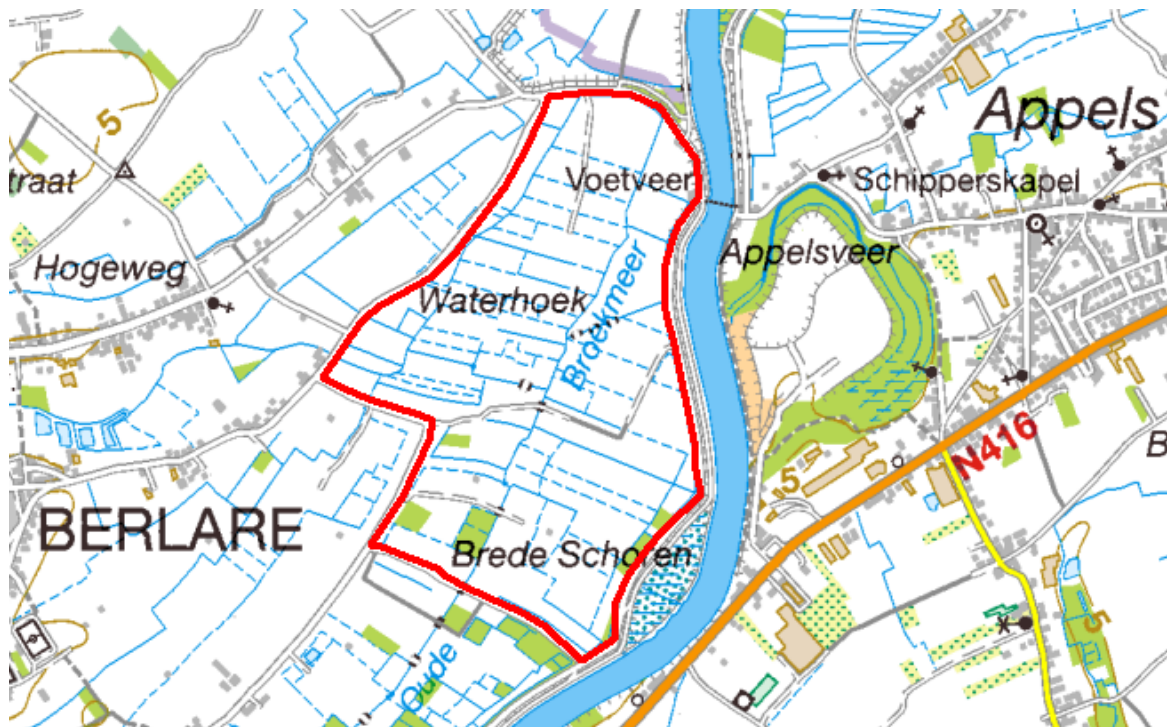 Appels
5
traat
Voetveer
Schipperskapel
Hogeweg
Appelsveer
Waterhoek
Broekmeer
N416
B
5
BERLARE
Brede Schoren
5
Oude